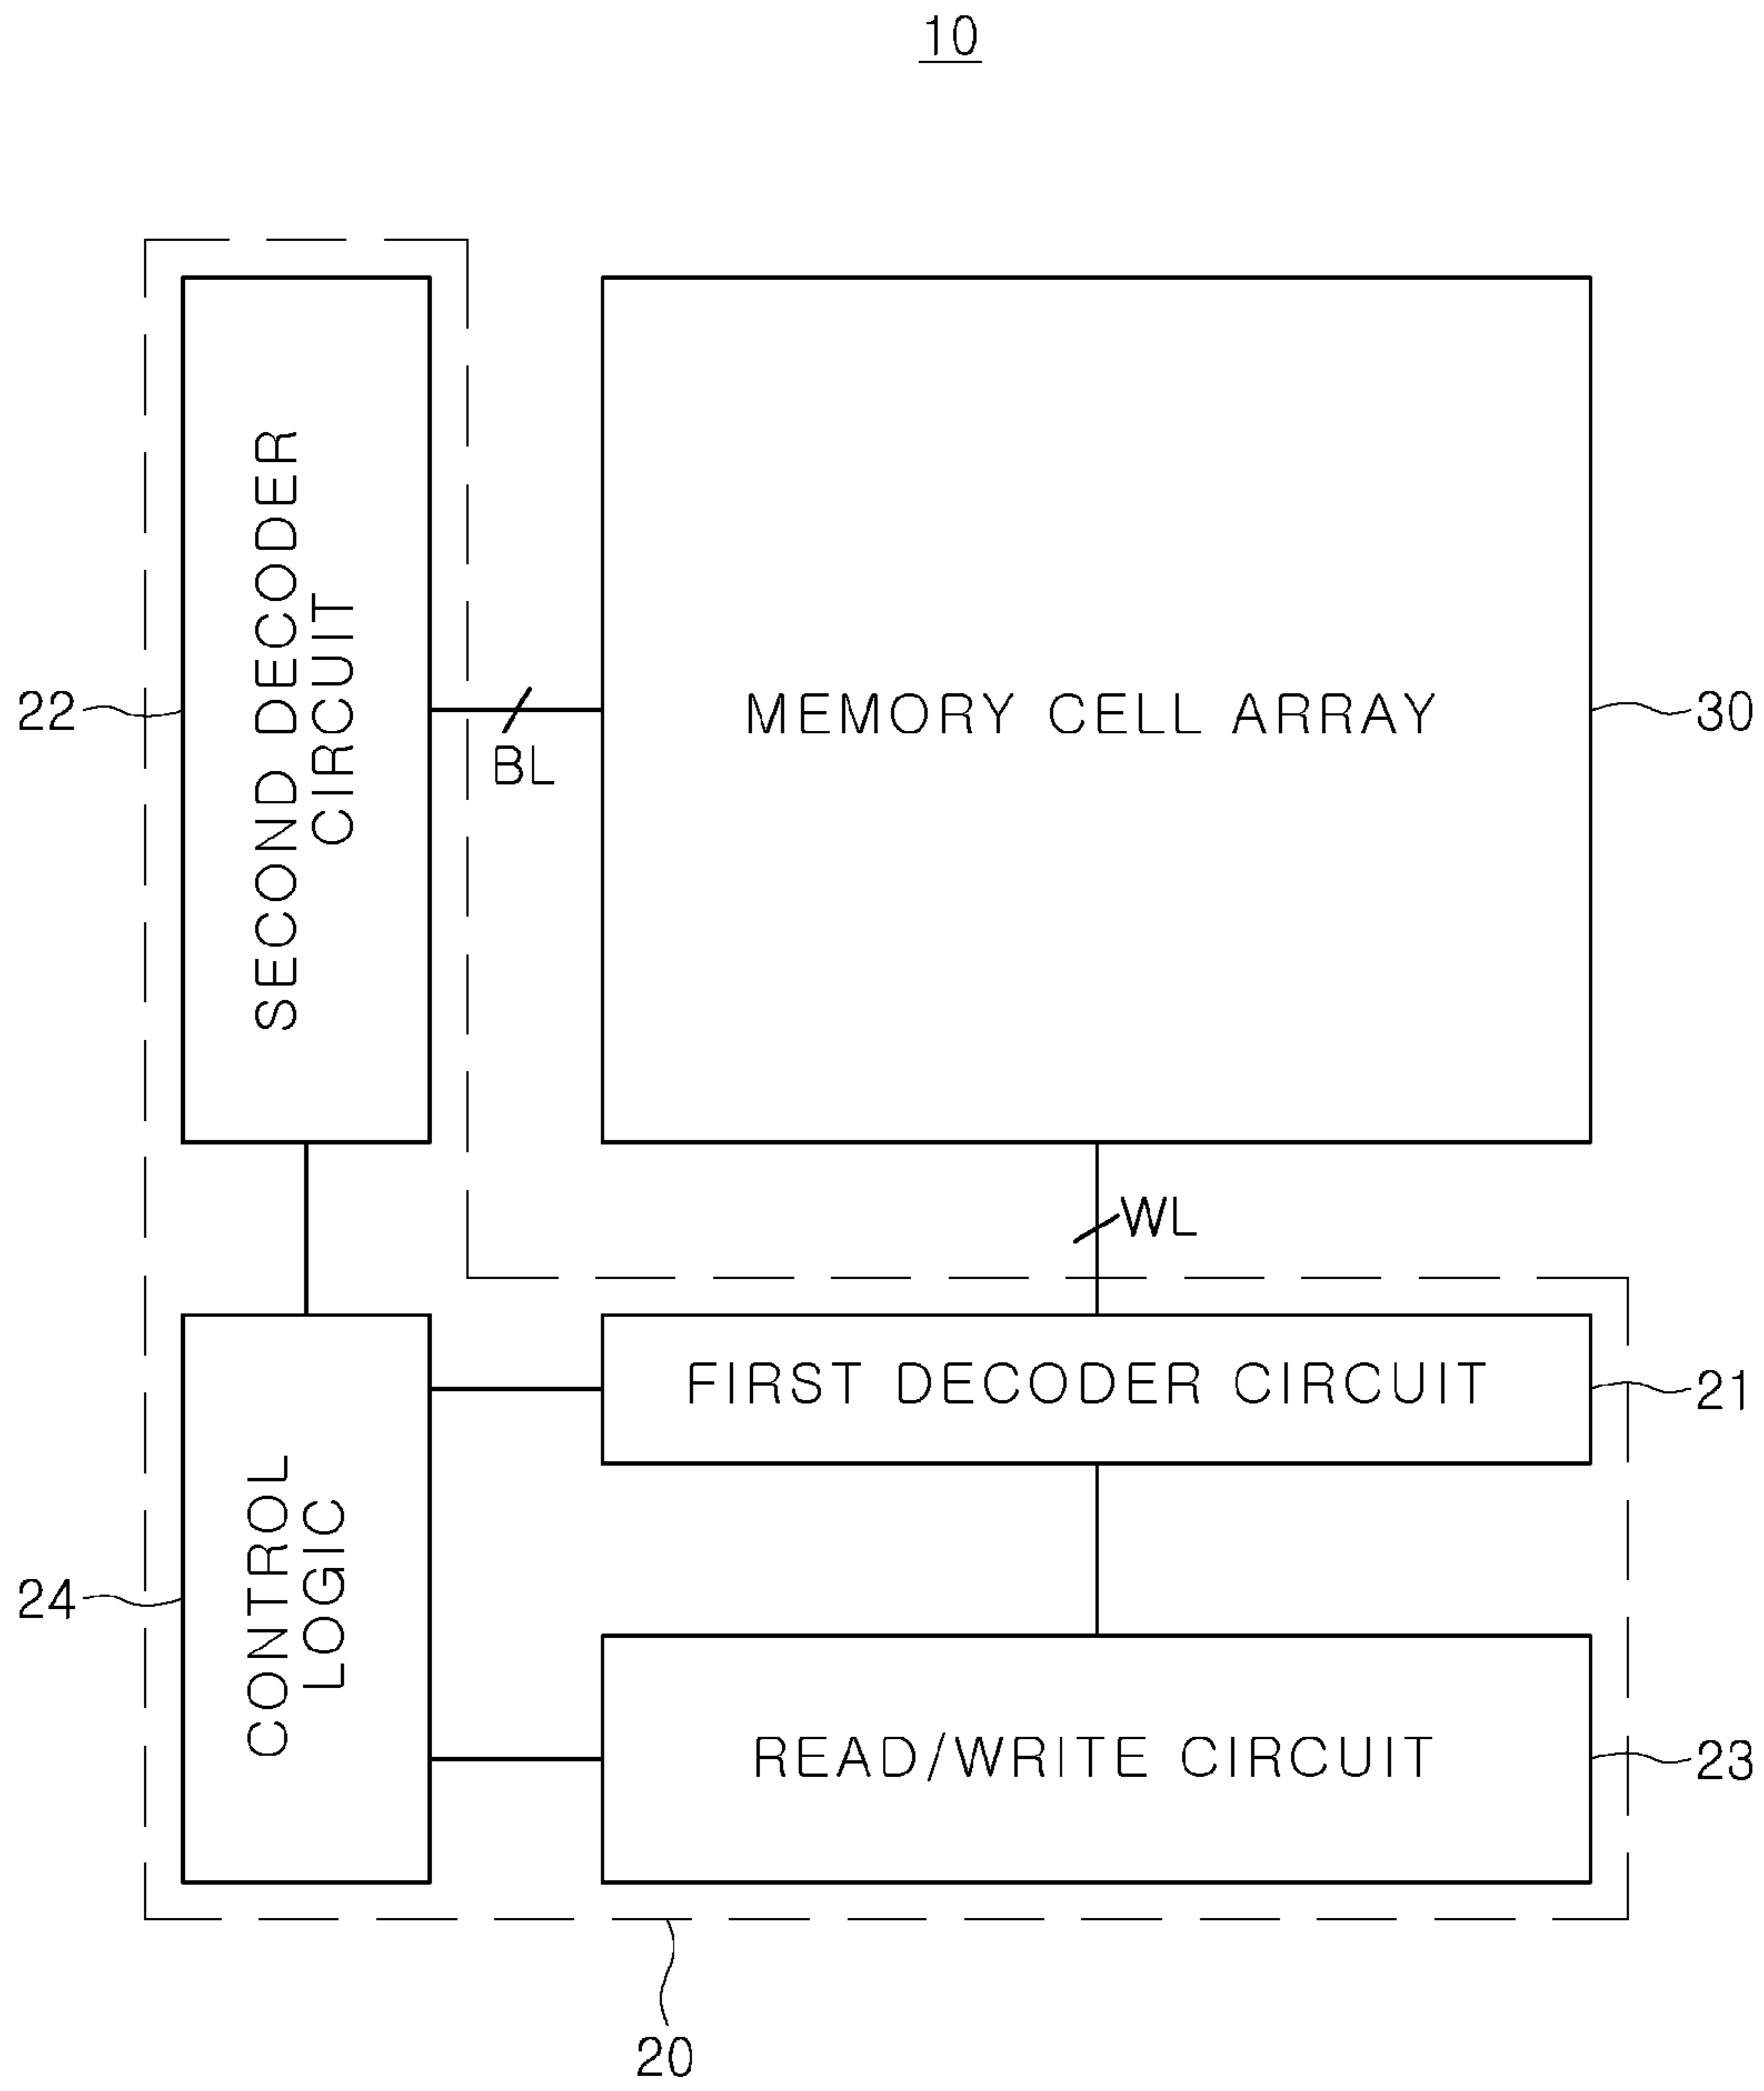 10
SECOND DECODER
CIRCUIT
22
BL
MEMORY CELL ARRAY
30
WL
FIRST DECODER CIRCUIT
21
CONTROL
LOGIC
24
READ/WRITE CIRCUIT
23
20